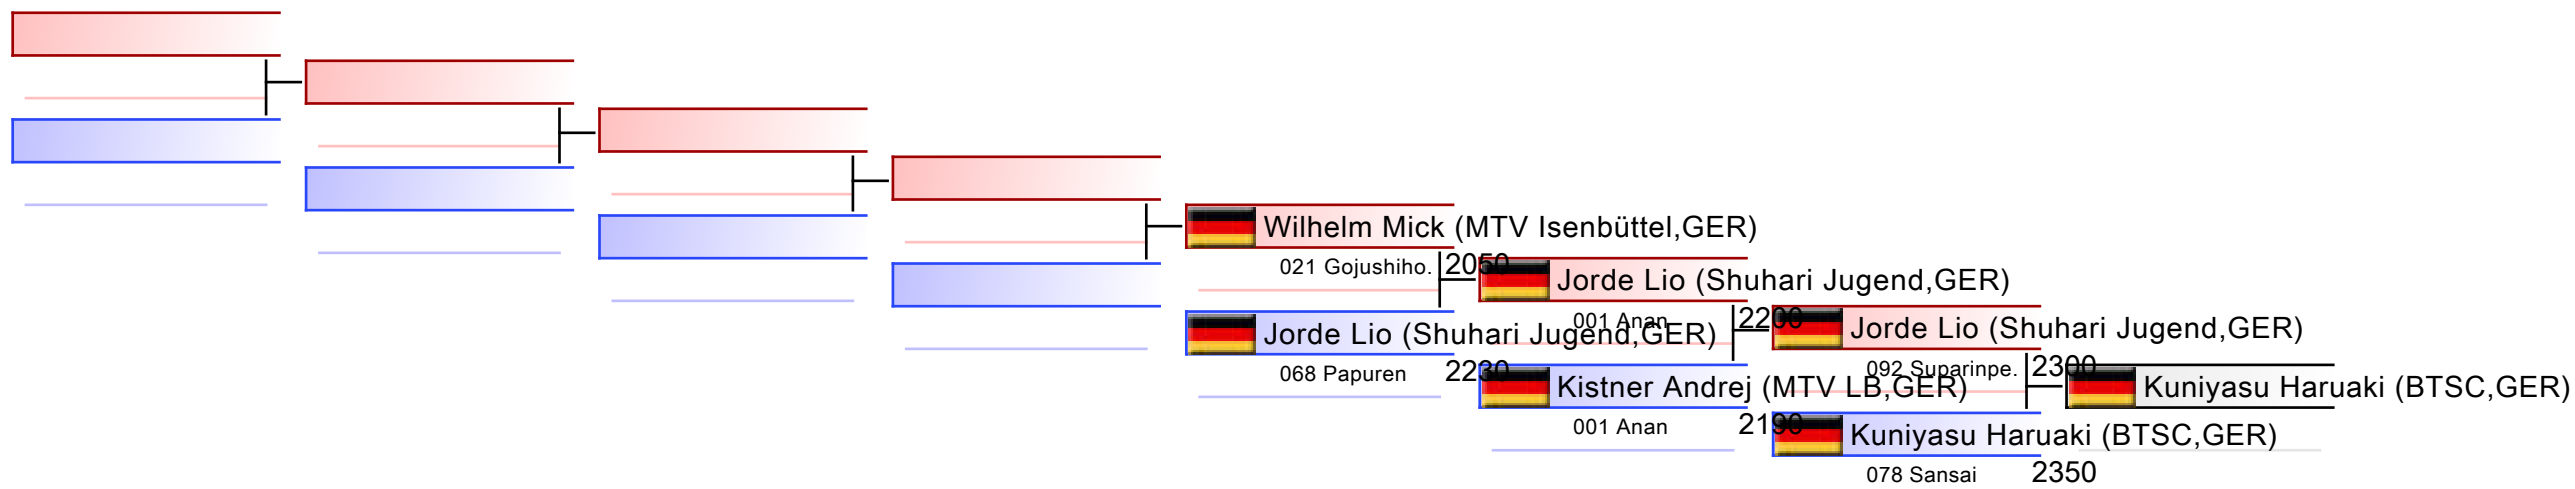 Wilhelm Mick (MTV Isenbüttel,GER)
021 Gojushiho. 2050
Jorde Lio (Shuhari Jugend,GER)
068 Papuren 2230
Jorde Lio (Shuhari Jugend,GER)
001 Anan 2200
Kistner Andrej (MTV LB,GER)
001 Anan 2190
Jorde Lio (Shuhari Jugend,GER)
092 Suparinpe. 2300
Kuniyasu Haruaki (BTSC,GER)
078 Sansai 2350
Kuniyasu Haruaki (BTSC,GER)